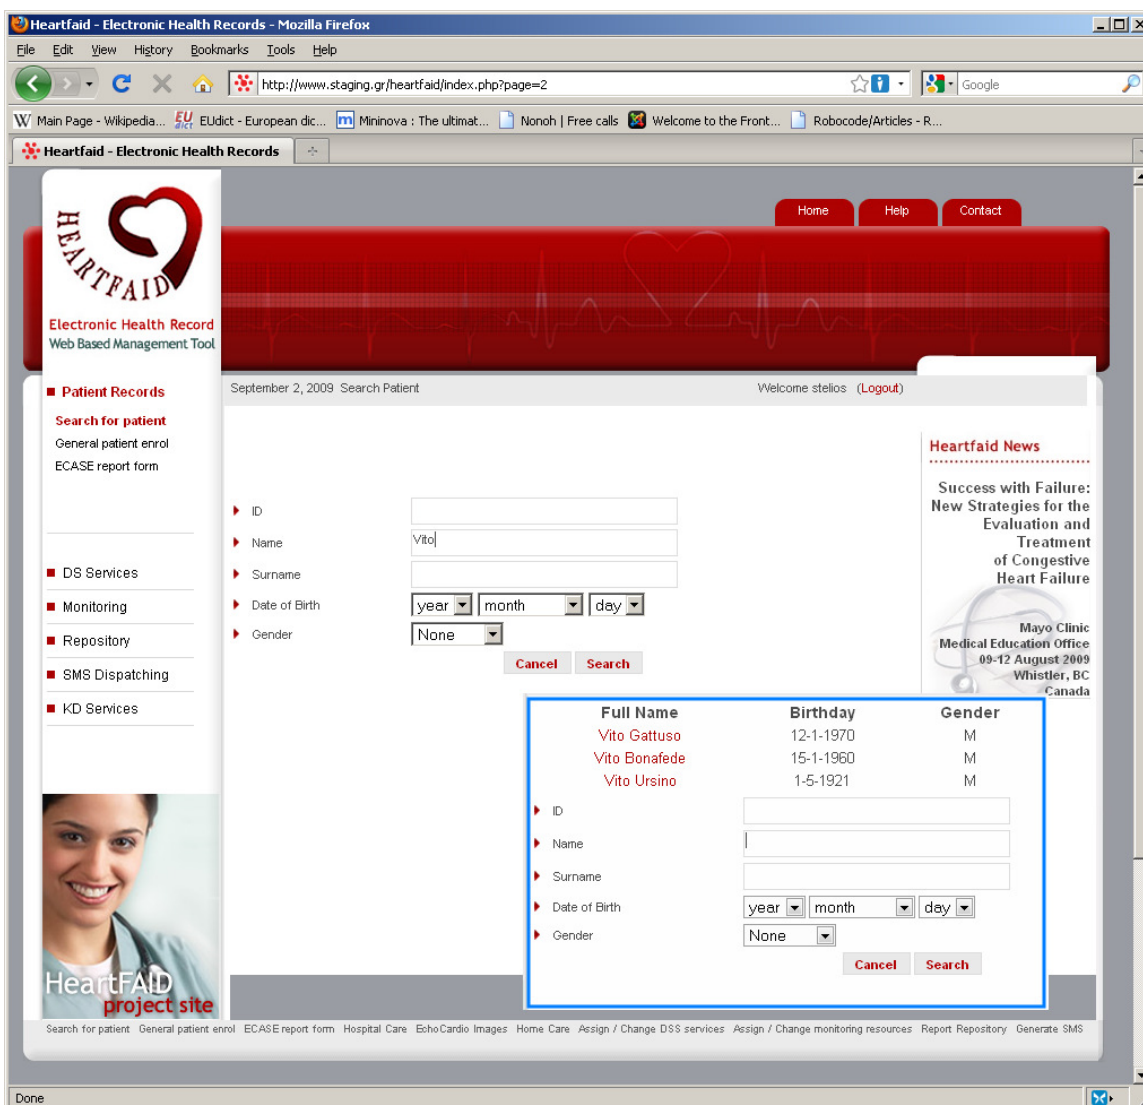 Heartfaid - Electronic Health Records - Mozilla Firefox
File Edit View History Bookmarks Tools Help
http://www.staging.gr/heartfaid/index.php?page=2
Google
W Main Page - Wikipedia... EU dict EUdict - European dic... m Mininova : The ultimat... Nonoh | Free calls Welcome to the Front... Robocode/Articles - R...
Heartfaid - Electronic Health Records
HEARTFAID
Electronic Health Record
Web Based Management Tool
Home Help Contact
Patient Records
Search for patient
General patient enrol
ECASE report form
DS Services
Monitoring
Repository
SMS Dispatching
KD Services
HeartFAID
project site
September 2, 2009 Search Patient Welcome stelios (Logout)
ID
Name Vito
Surname
Date of Birth year month day
Gender None
Cancel Search
Heartfaid News
Success with Failure:
New Strategies for the
Evaluation and
Treatment
of Congestive
Heart Failure
Mayo Clinic
Medical Education Office
09-12 August 2009
Whistler, BC
Canada
Full Name Birthday Gender
Vito Gattuso 12-1-1970 M
Vito Bonafede 15-1-1960 M
Vito Ursino 1-5-1921 M
ID
Name
Surname
Date of Birth year month day
Gender None
Cancel Search
Search for patient General patient enrol ECASE report form Hospital Care EchoCardio Images Home Care Assign / Change DSS services Assign / Change monitoring resources Report Repository Generate SMS
Done